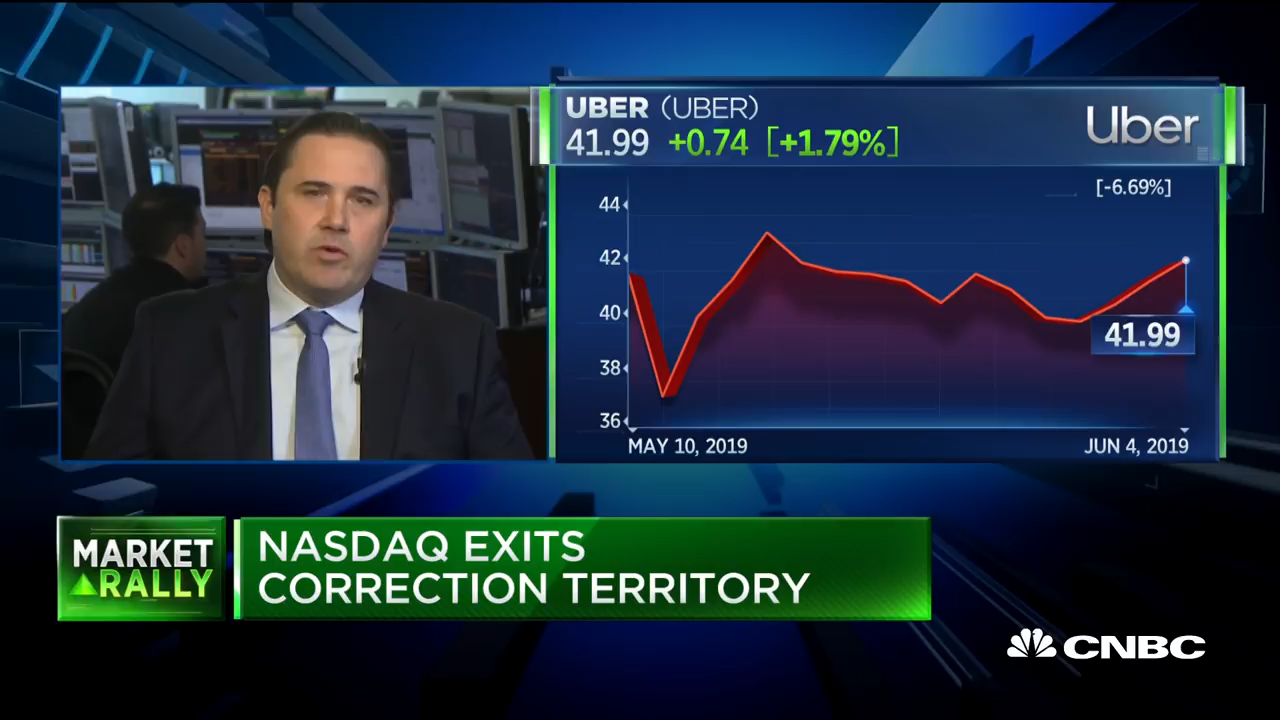 UBER (UBER)
41.99 +0.74 [+1.79%]
Uber
[-6.69%]
44
42
40
38
36
41.99
MAY 10, 2019
JUN 4, 2019
MARKET
RALLY
NASDAQ EXITS
CORRECTION TERRITORY
CNBC